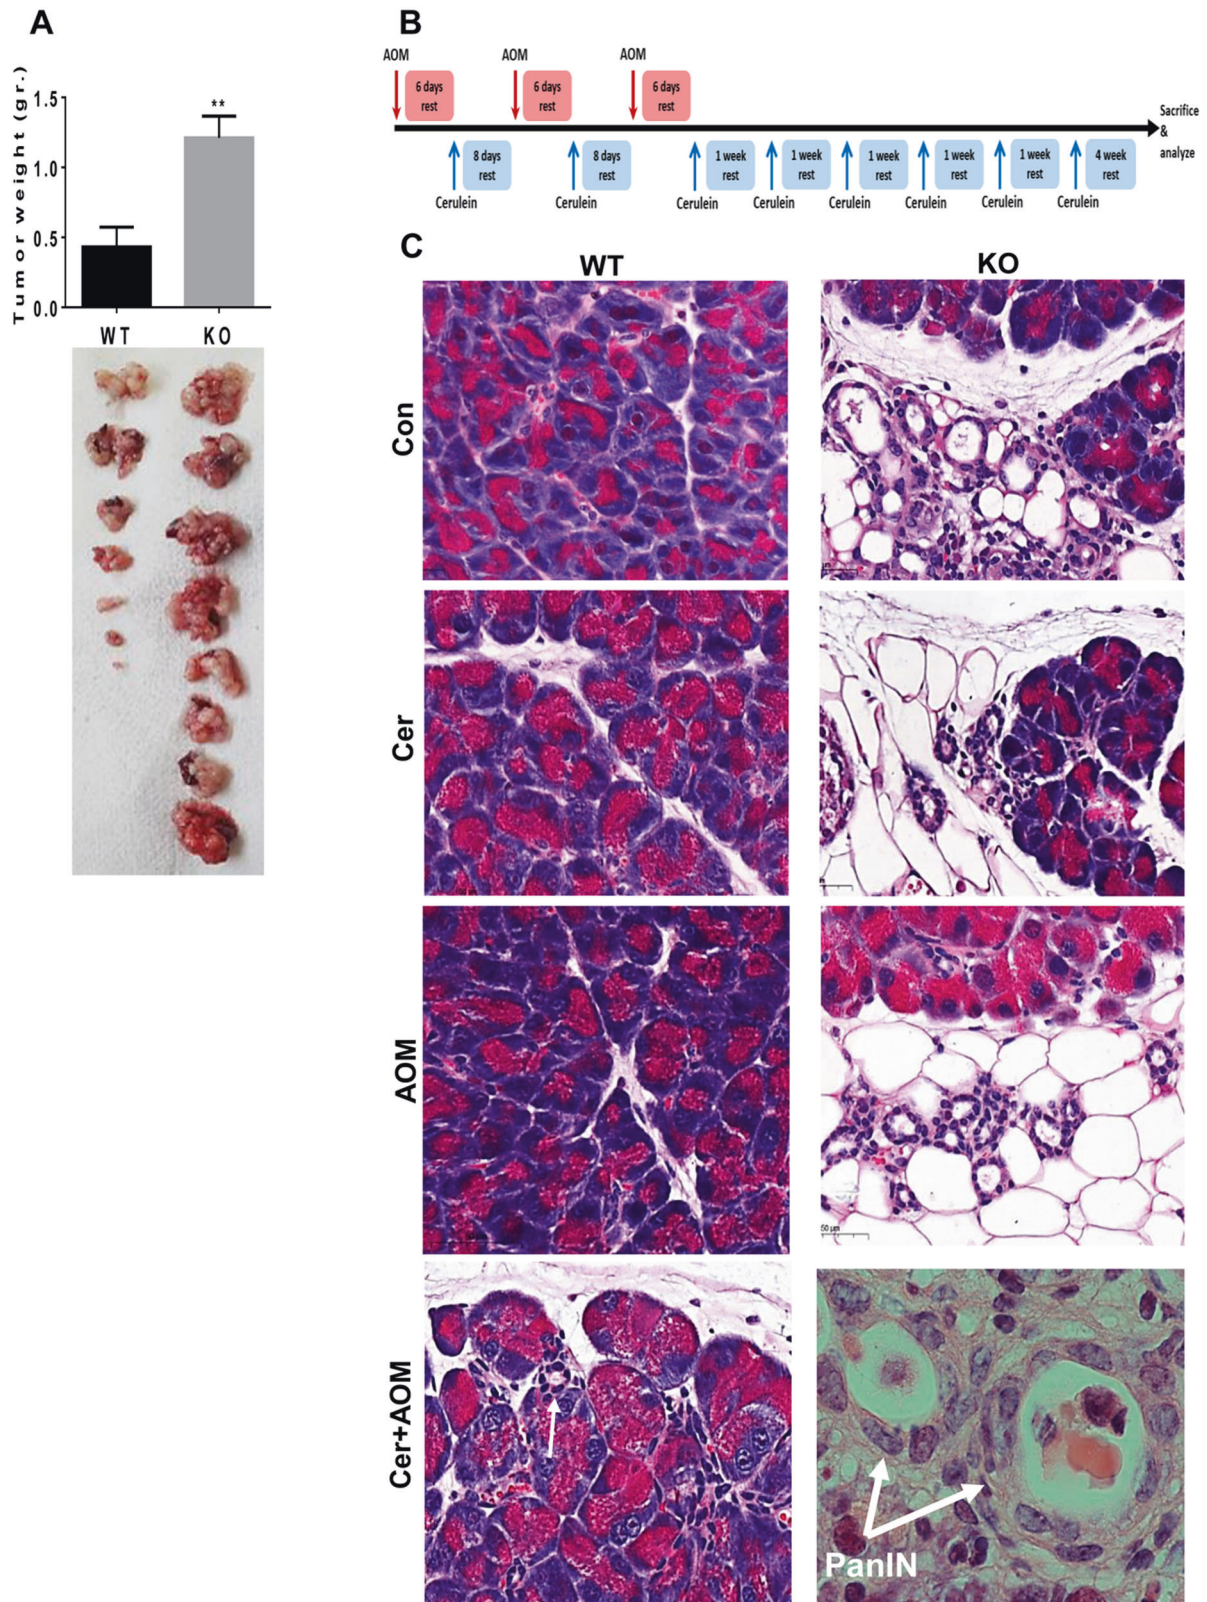 A
Tumor weight (gr.)
1.5
1.0
0.5
0.0
**
WT
KO
B
AOM
AOM
AOM
6 days
rest
6 days
rest
6 days
rest
Sacrifice
&
analyze
8 days
rest
8 days
rest
1 week
rest
1 week
rest
1 week
rest
1 week
rest
1 week
rest
4 week
rest
Cerulein
Cerulein
Cerulein
Cerulein
Cerulein
Cerulein
Cerulein
Cerulein
C
WT
KO
Con
Cer
AOM
50 µm
Cer+AOM
PanIN